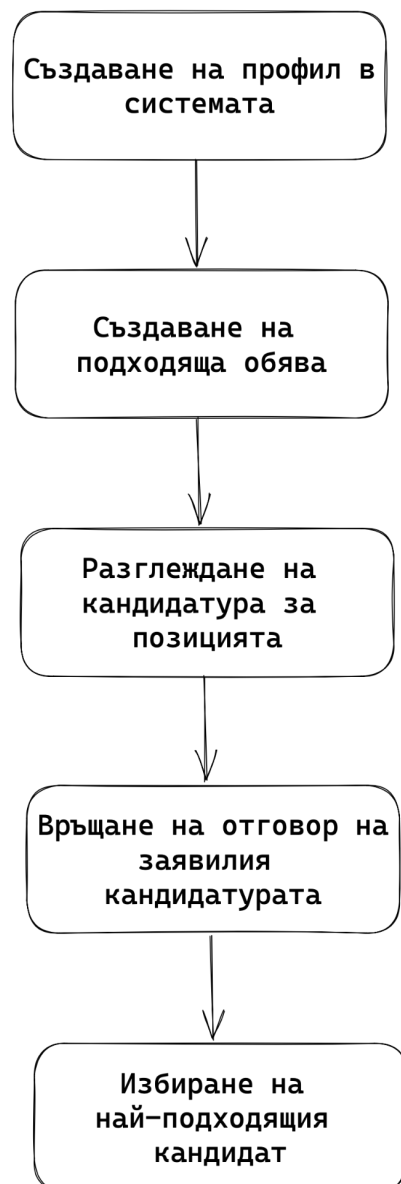 Създаване на профил в
системата
Създаване на
подходяща обява
Разглеждане на
кандидатура за
позицията
Връщане на отговор на
заявилия
кандидатурата
Избиране на
най-подходящия
кандидат